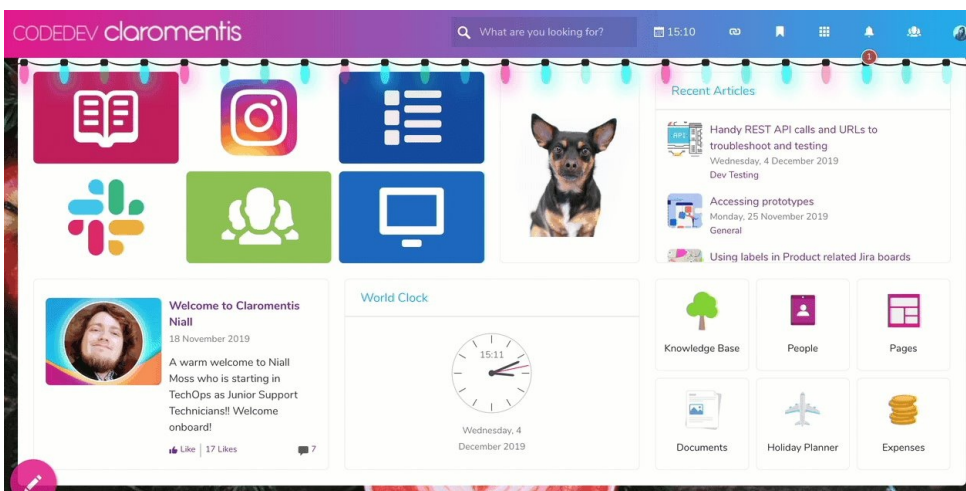 CODEDEV claromentis
What are you looking for?
15:10
1
Recent Articles
API
Handy REST API calls and URLs to
troubleshoot and testing
Wednesday, 4 December 2019
Dev Testing
Accessing prototypes
Monday, 25 November 2019
General
Using labels in Product related Jira boards
Welcome to Claromentis
Niall
18 November 2019
A warm welcome to Niall
Moss who is starting in
TechOps as Junior Support
Technicians!! Welcome
onboard!
Like
17 Likes
7
World Clock
15:11
Wednesday, 4
December 2019
Knowledge Base
People
Pages
Documents
Holiday Planner
Expenses